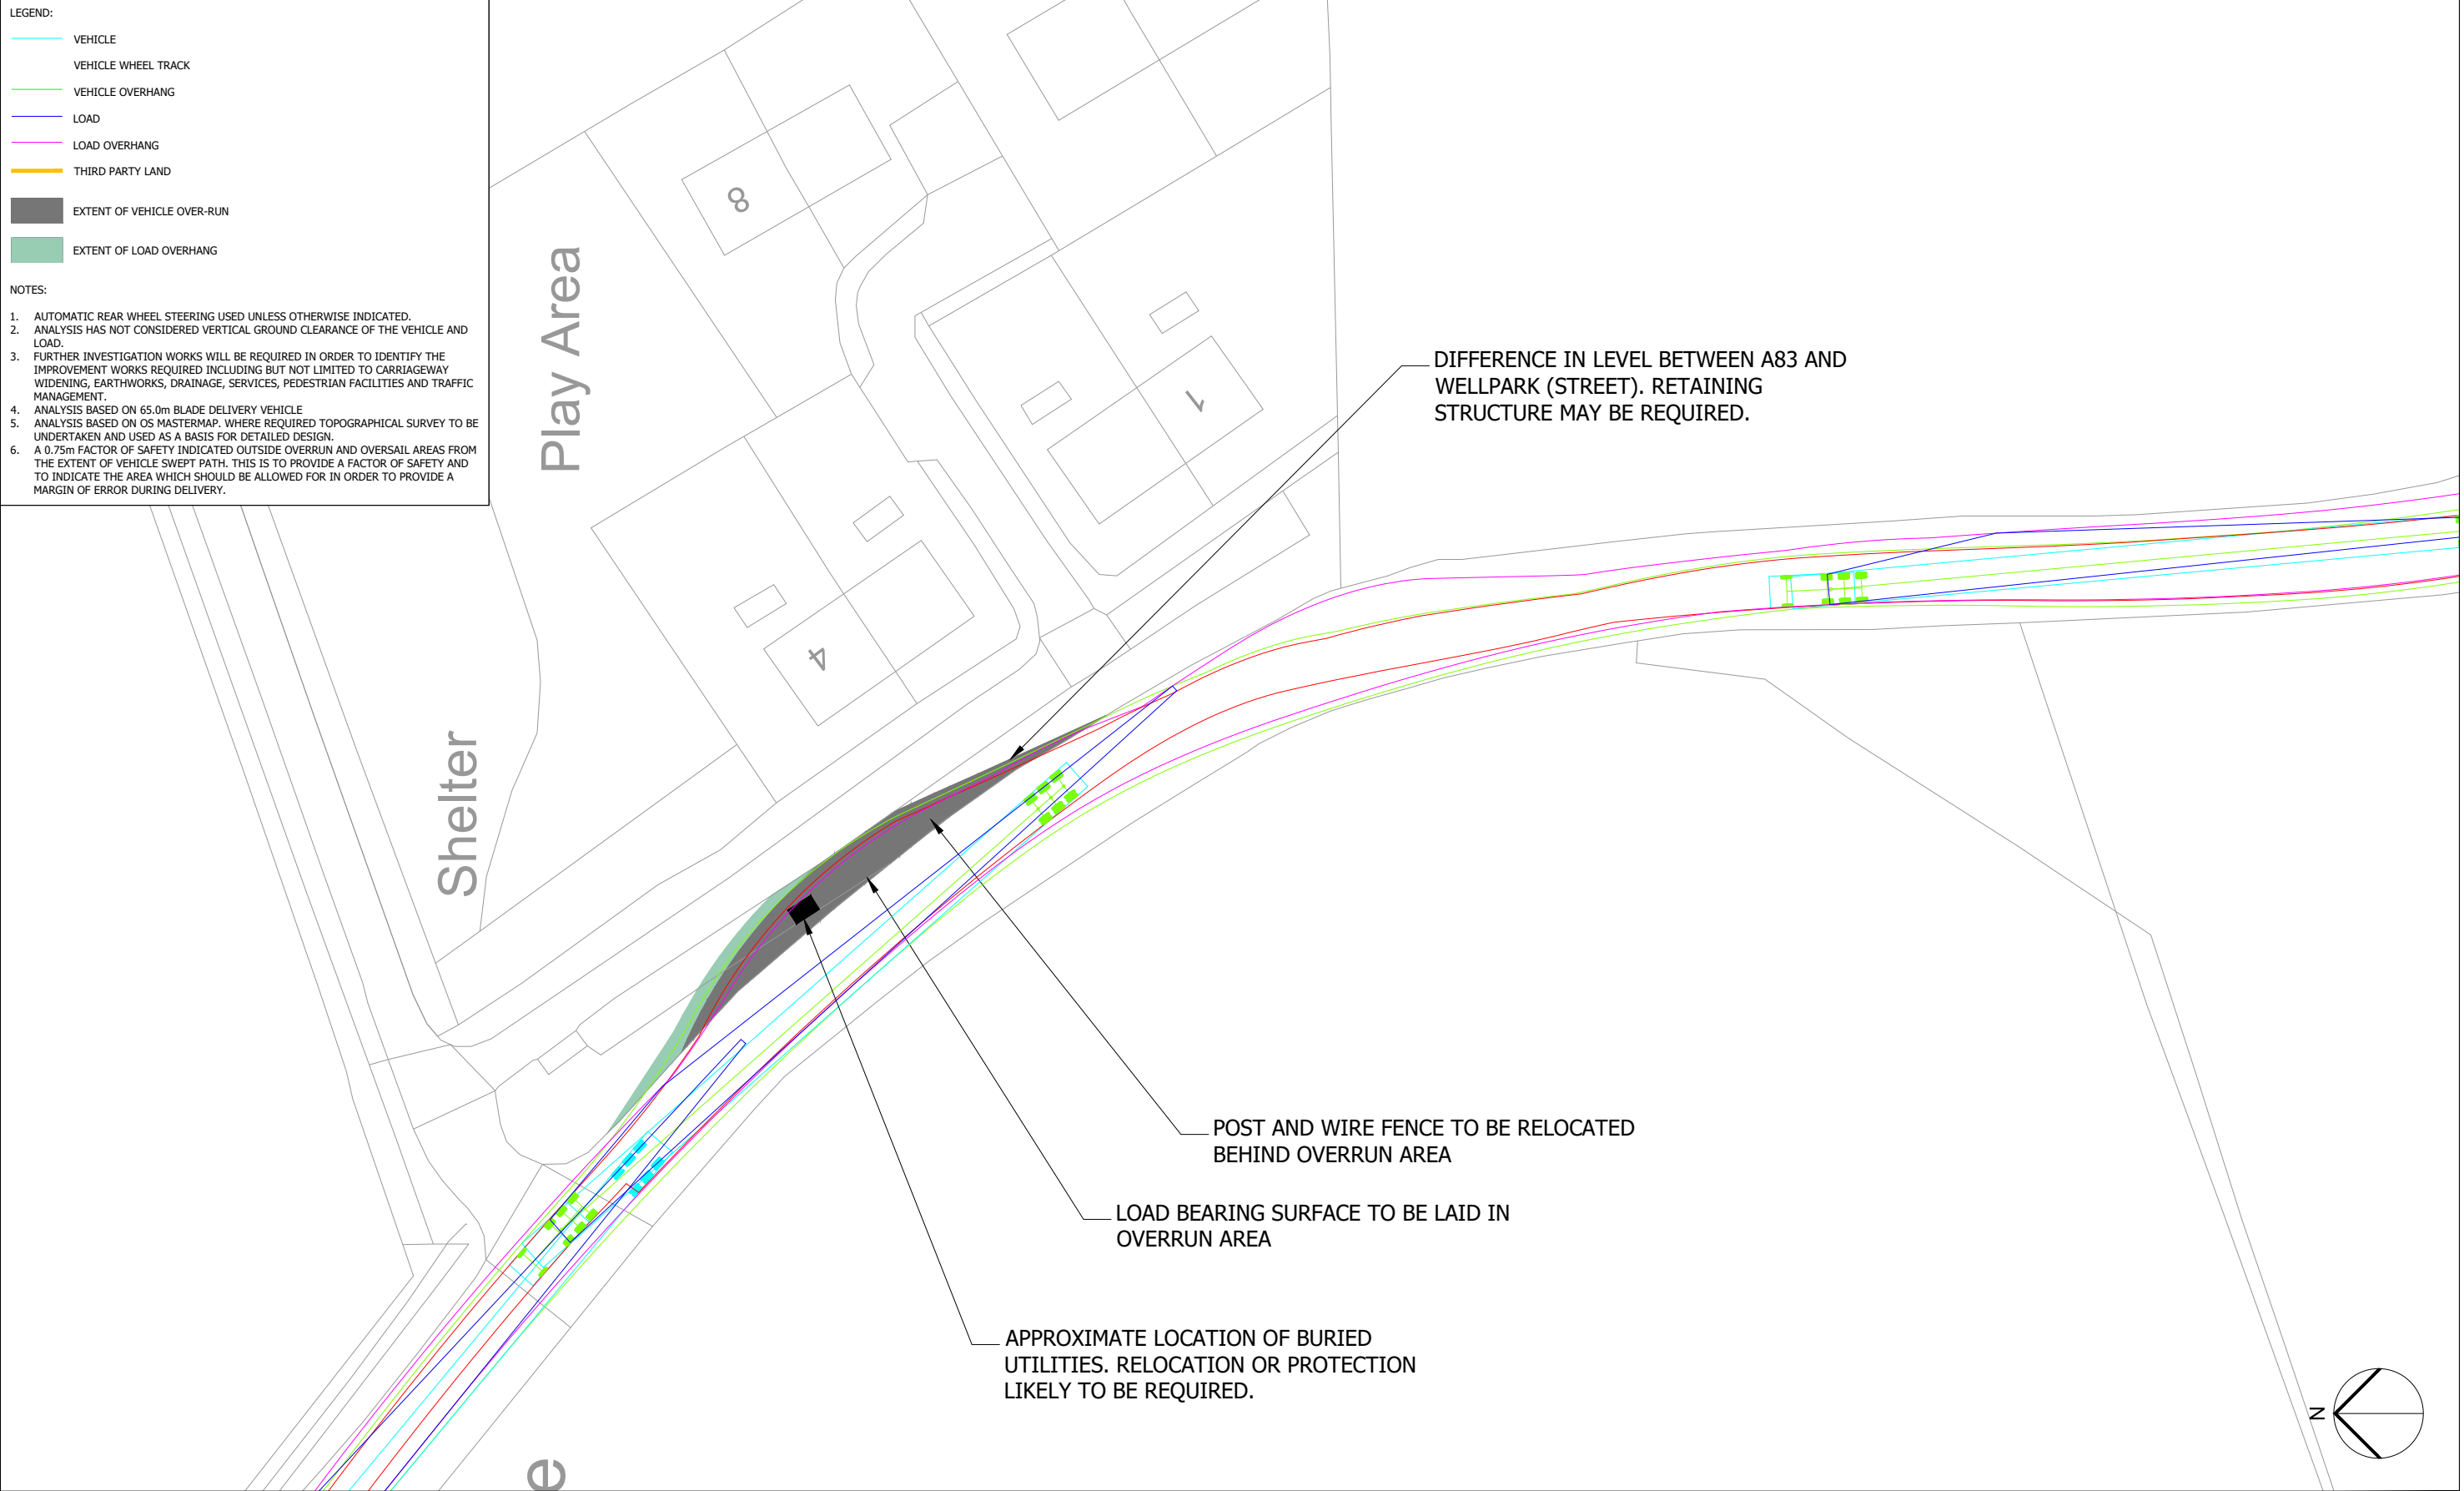 LEGEND:
VEHICLE
VEHICLE WHEEL TRACK
VEHICLE OVERHANG
LOAD
LOAD OVERHANG
THIRD PARTY LAND
EXTENT OF VEHICLE OVER-RUN
EXTENT OF LOAD OVERHANG
NOTES:
1. AUTOMATIC REAR WHEEL STEERING USED UNLESS OTHERWISE INDICATED.
2. ANALYSIS HAS NOT CONSIDERED VERTICAL GROUND CLEARANCE OF THE VEHICLE AND
LOAD.
3. FURTHER INVESTIGATION WORKS WILL BE REQUIRED IN ORDER TO IDENTIFY THE
IMPROVEMENT WORKS REQUIRED INCLUDING BUT NOT LIMITED TO CARRIAGEWAY
WIDENING, EARTHWORKS, DRAINAGE, SERVICES, PEDESTRIAN FACILITIES AND TRAFFIC
MANAGEMENT.
4. ANALYSIS BASED ON 65.0m BLADE DELIVERY VEHICLE
5. ANALYSIS BASED ON OS MASTERMAP. WHERE REQUIRED TOPOGRAPHICAL SURVEY TO BE
UNDERTAKEN AND USED AS A BASIS FOR DETAILED DESIGN.
6. A 0.75m FACTOR OF SAFETY INDICATED OUTSIDE OVERRUN AND OVERSAIL AREAS FROM
THE EXTENT OF VEHICLE SWEPT PATH. THIS IS TO PROVIDE A FACTOR OF SAFETY AND
TO INDICATE THE AREA WHICH SHOULD BE ALLOWED FOR IN ORDER TO PROVIDE A
MARGIN OF ERROR DURING DELIVERY.
8
Play Area
1
4
Shelter
DIFFERENCE IN LEVEL BETWEEN A83 AND
WELLPARK (STREET). RETAINING
STRUCTURE MAY BE REQUIRED.
POST AND WIRE FENCE TO BE RELOCATED
BEHIND OVERRUN AREA
LOAD BEARING SURFACE TO BE LAID IN
OVERRUN AREA
APPROXIMATE LOCATION OF BURIED
UTILITIES. RELOCATION OR PROTECTION
LIKELY TO BE REQUIRED.
e
N